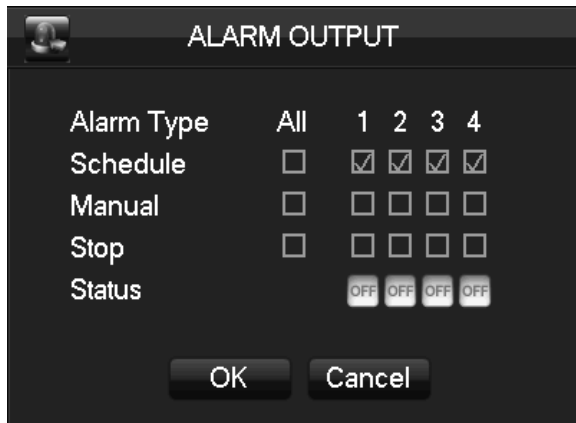 ALARM OUTPUT
Alarm Type All 1 2 3 4
Schedule
Manual
Stop
Status OFF OFF OFF OFF
OK Cancel